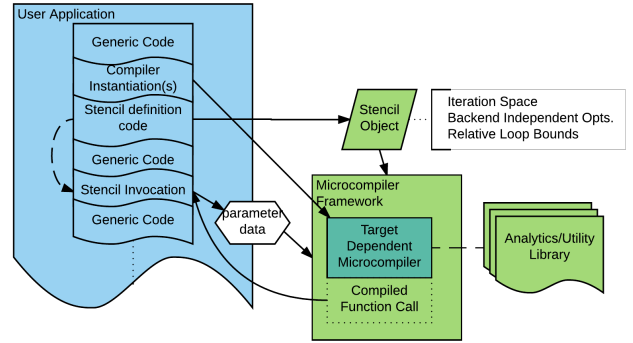 User Application
Generic Code
Compiler
Instantiation(s)
Stencil definition
code
Generic Code
Stencil Invocation
Generic Code
parameter
data
Stencil
Object
Iteration Space
Backend Independent Opts.
Relative Loop Bounds
Microcompiler
Framework
Target
Dependent
Microcompiler
Compiled
Function Call
Analytics/Utility
Library